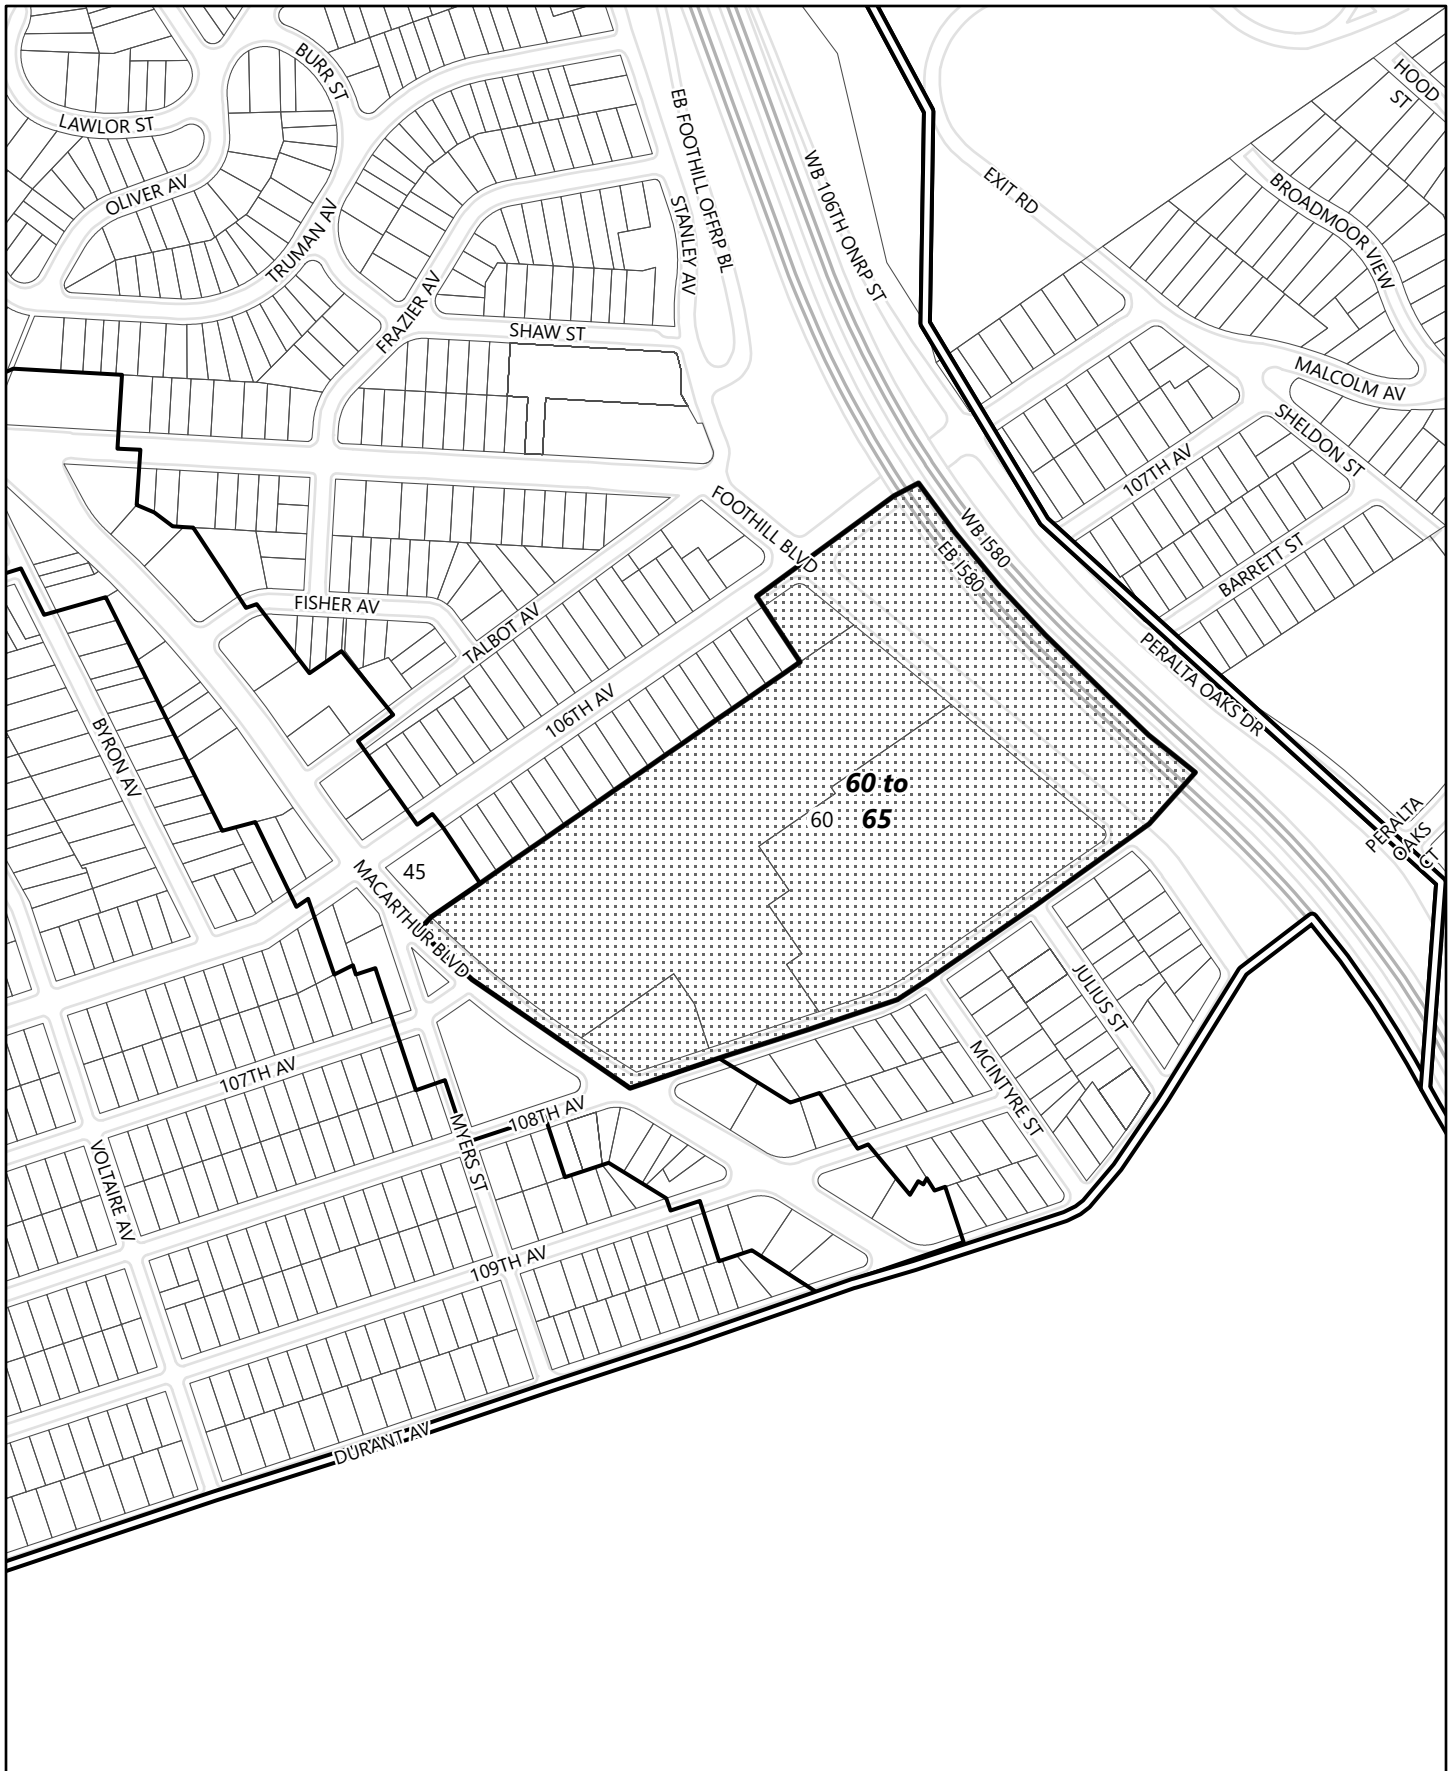 BURR ST
HOOD
ST
LAWLOR ST
EB FOOTHILL OFFRP BL
WB 106TH ONRP ST
EXIT RD
BROADMOOR VIEW
OLIVER AV
TRUMAN AV
STANLEY AV
FRAZIER AV
SHAW ST
MALCOLM AV
SHELDON ST
107TH AV
FOOTHILL BLVD
WB I580
EB I580
BARRETT ST
FISHER AV
TALBOT AV
PERALTA OAKS DR
106TH AV
BYRON AV
60 to
65
60
PERALTA
OAKS
CT
45
MACARTHUR BLVD
JULIUS ST
107TH AV
MCINTYRE ST
108TH AV
MYERS ST
VOLTAIRE AV
109TH AV
DURANT AV